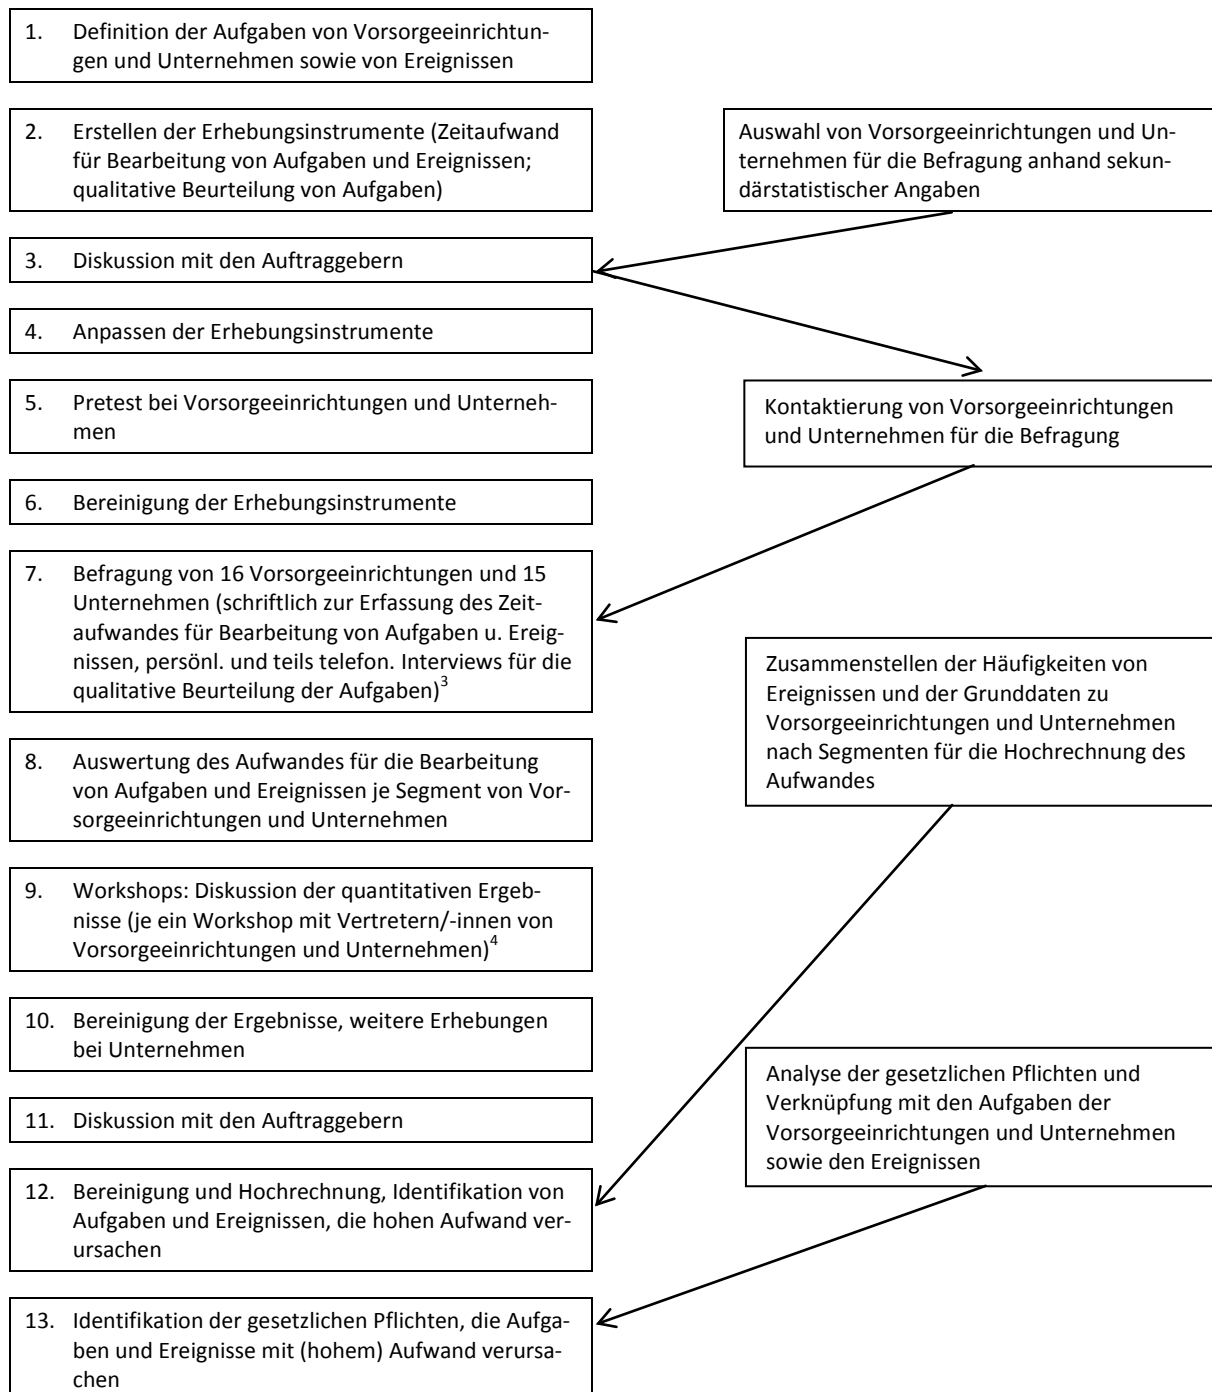 1. Definition der Aufgaben von Vorsorgeeinrichtun-
gen und Unternehmen sowie von Ereignissen
2. Erstellen der Erhebungsinstrumente (Zeitaufwand
für Bearbeitung von Aufgaben und Ereignissen;
qualitative Beurteilung von Aufgaben)
Auswahl von Vorsorgeeinrichtungen und Un-
ternehmen für die Befragung anhand sekun-
därstatistischer Angaben
3. Diskussion mit den Auftraggebern
4. Anpassen der Erhebungsinstrumente
5. Pretest bei Vorsorgeeinrichtungen und Unterneh-
men
Kontaktierung von Vorsorgeeinrichtungen
und Unternehmen für die Befragung
6. Bereinigung der Erhebungsinstrumente
7. Befragung von 16 Vorsorgeeinrichtungen und 15
Unternehmen (schriftlich zur Erfassung des Zeit-
aufwandes für Bearbeitung von Aufgaben u. Ereig-
nissen, persönl. und teils telefon. Interviews für die
qualitative Beurteilung der Aufgaben)3
Zusammenstellen der Häufigkeiten von
Ereignissen und der Grunddaten zu
Vorsorgeeinrichtungen und Unternehmen
nach Segmenten für die Hochrechnung des
Aufwandes
8. Auswertung des Aufwandes für die Bearbeitung
von Aufgaben und Ereignissen je Segment von Vor-
sorgeeinrichtungen und Unternehmen
9. Workshops: Diskussion der quantitativen Ergeb-
nisse (je ein Workshop mit Vertretern/-innen von
Vorsorgeeinrichtungen und Unternehmen)4
10. Bereinigung der Ergebnisse, weitere Erhebungen
bei Unternehmen
Analyse der gesetzlichen Pflichten und
Verknüpfung mit den Aufgaben der
Vorsorgeeinrichtungen und Unternehmen
sowie den Ereignissen
11. Diskussion mit den Auftraggebern
12. Bereinigung und Hochrechnung, Identifikation von
Aufgaben und Ereignissen, die hohen Aufwand ver-
ursachen
13. Identifikation der gesetzlichen Pflichten, die Aufga-
ben und Ereignisse mit (hohem) Aufwand verursa-
chen